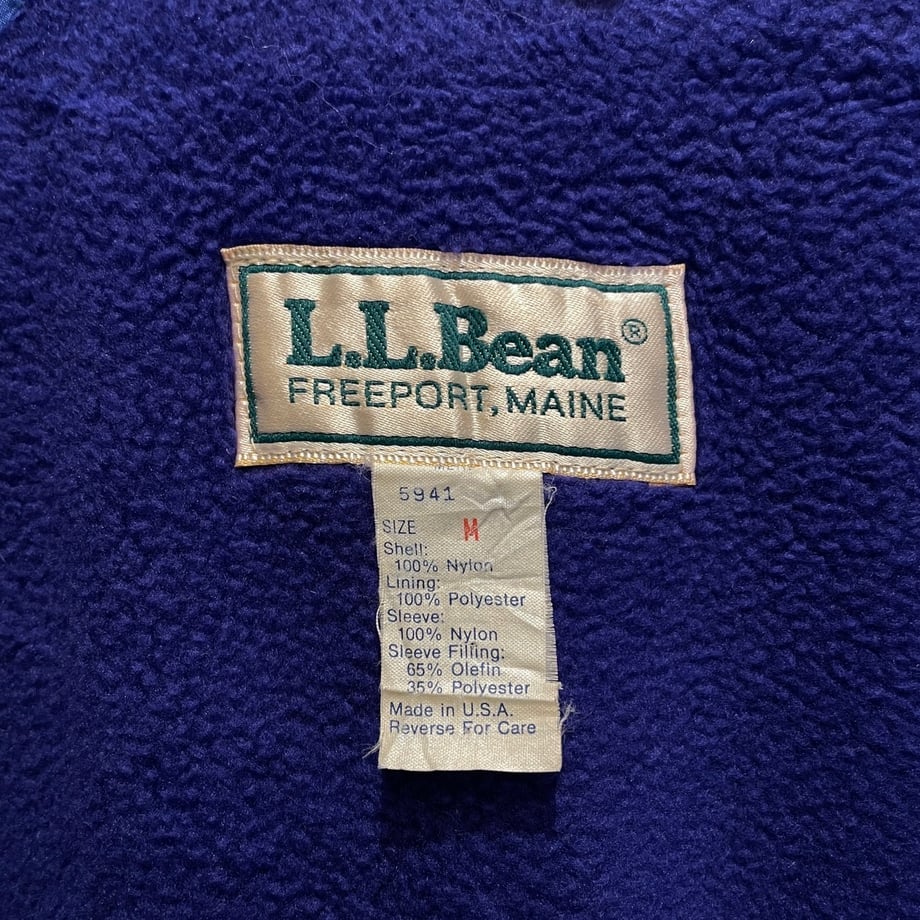 L.L.Bean®
FREEPORT, MAINE
5941
SIZE M
Shell:
100% Nylon
Lining:
100% Polyester
Sleeve:
100% Nylon
Sleeve Filling:
65% Olefin
35% Polyester
Made in U.S.A.
Reverse For Care